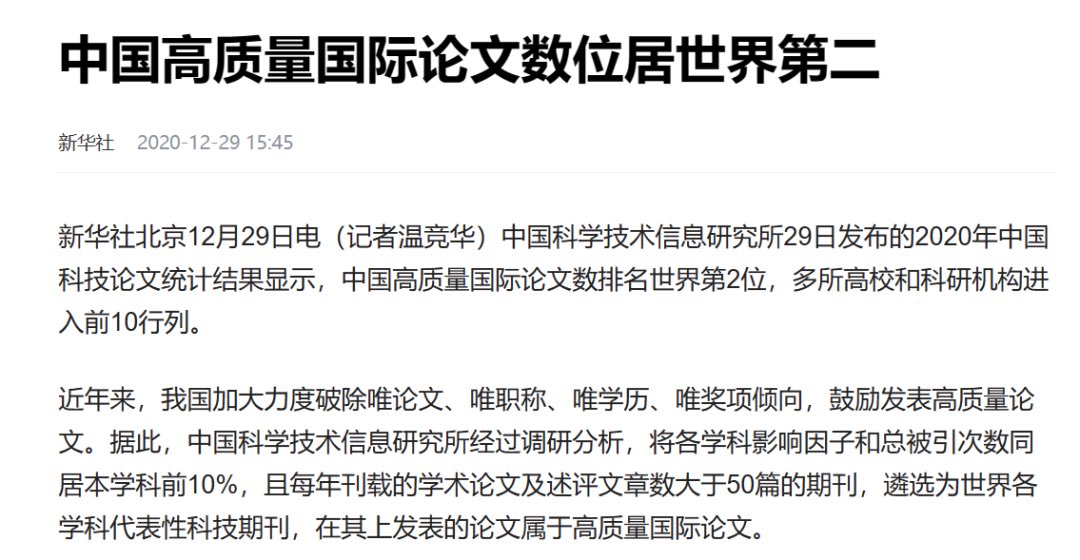 中国高质量国际论文数位居世界第二
新华社 2020-12-29 15:45
新华社北京12月29日电（记者温竞华）中国科学技术信息研究所29日发布的2020年中国
科技论文统计结果显示，中国高质量国际论文数排名世界第2位，多所高校和科研机构进
入前10行列。
近年来，我国加大力度破除唯论文、唯职称、唯学历、唯奖项倾向，鼓励发表高质量论
文。据此，中国科学技术信息研究所经过调研分析，将各学科影响因子和总被引次数同
居本学科前10%，且每年刊载的学术论文及述评文章数大于50篇的期刊，遴选为世界各
学科代表性科技期刊，在其上发表的论文属于高质量国际论文。